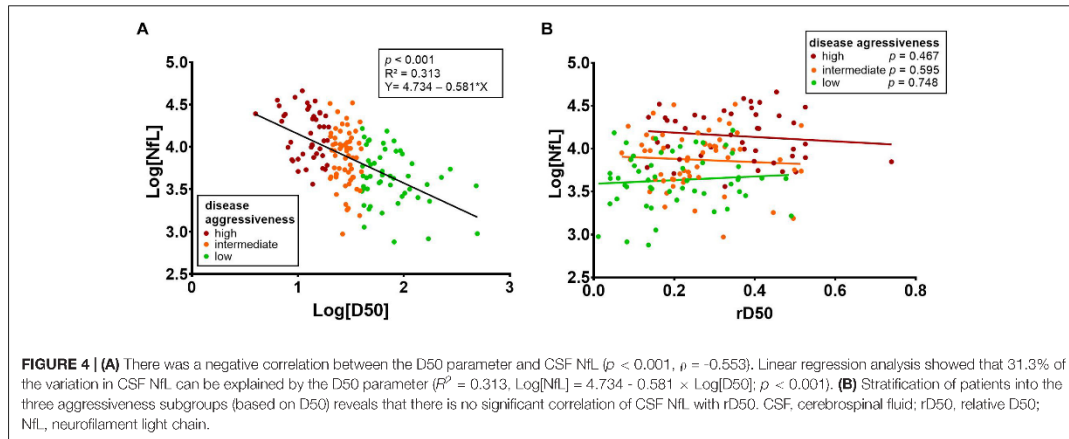 A
p < 0.001
R² = 0.313
Y= 4.734 – 0.581*X
5.0
4.5
4.0
3.5
3.0
2.5
Log[NfL]
disease
aggressiveness
high
intermediate
low
0
1
2
3
Log[D50]
B
disease agressiveness
high p = 0.467
intermediate p = 0.595
low p = 0.748
5.0
4.5
4.0
3.5
3.0
2.5
Log[NfL]
0.0
0.2
0.4
0.6
0.8
rD50
FIGURE 4 | (A) There was a negative correlation between the D50 parameter and CSF NfL (p < 0.001, ρ = -0.553). Linear regression analysis showed that 31.3% of
the variation in CSF NfL can be explained by the D50 parameter (R² = 0.313, Log[NfL] = 4.734 - 0.581 × Log[D50]; p < 0.001). (B) Stratification of patients into the
three aggressiveness subgroups (based on D50) reveals that there is no significant correlation of CSF NfL with rD50. CSF, cerebrospinal fluid; rD50, relative D50;
NfL, neurofilament light chain.